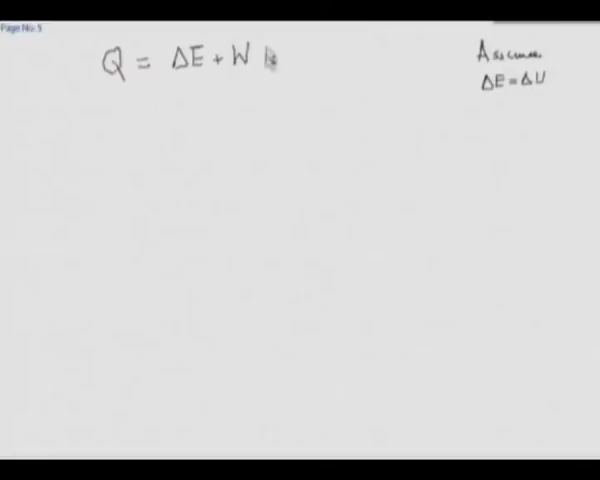 Page No:5
Q = ΔE + W
Assume
ΔE = ΔU